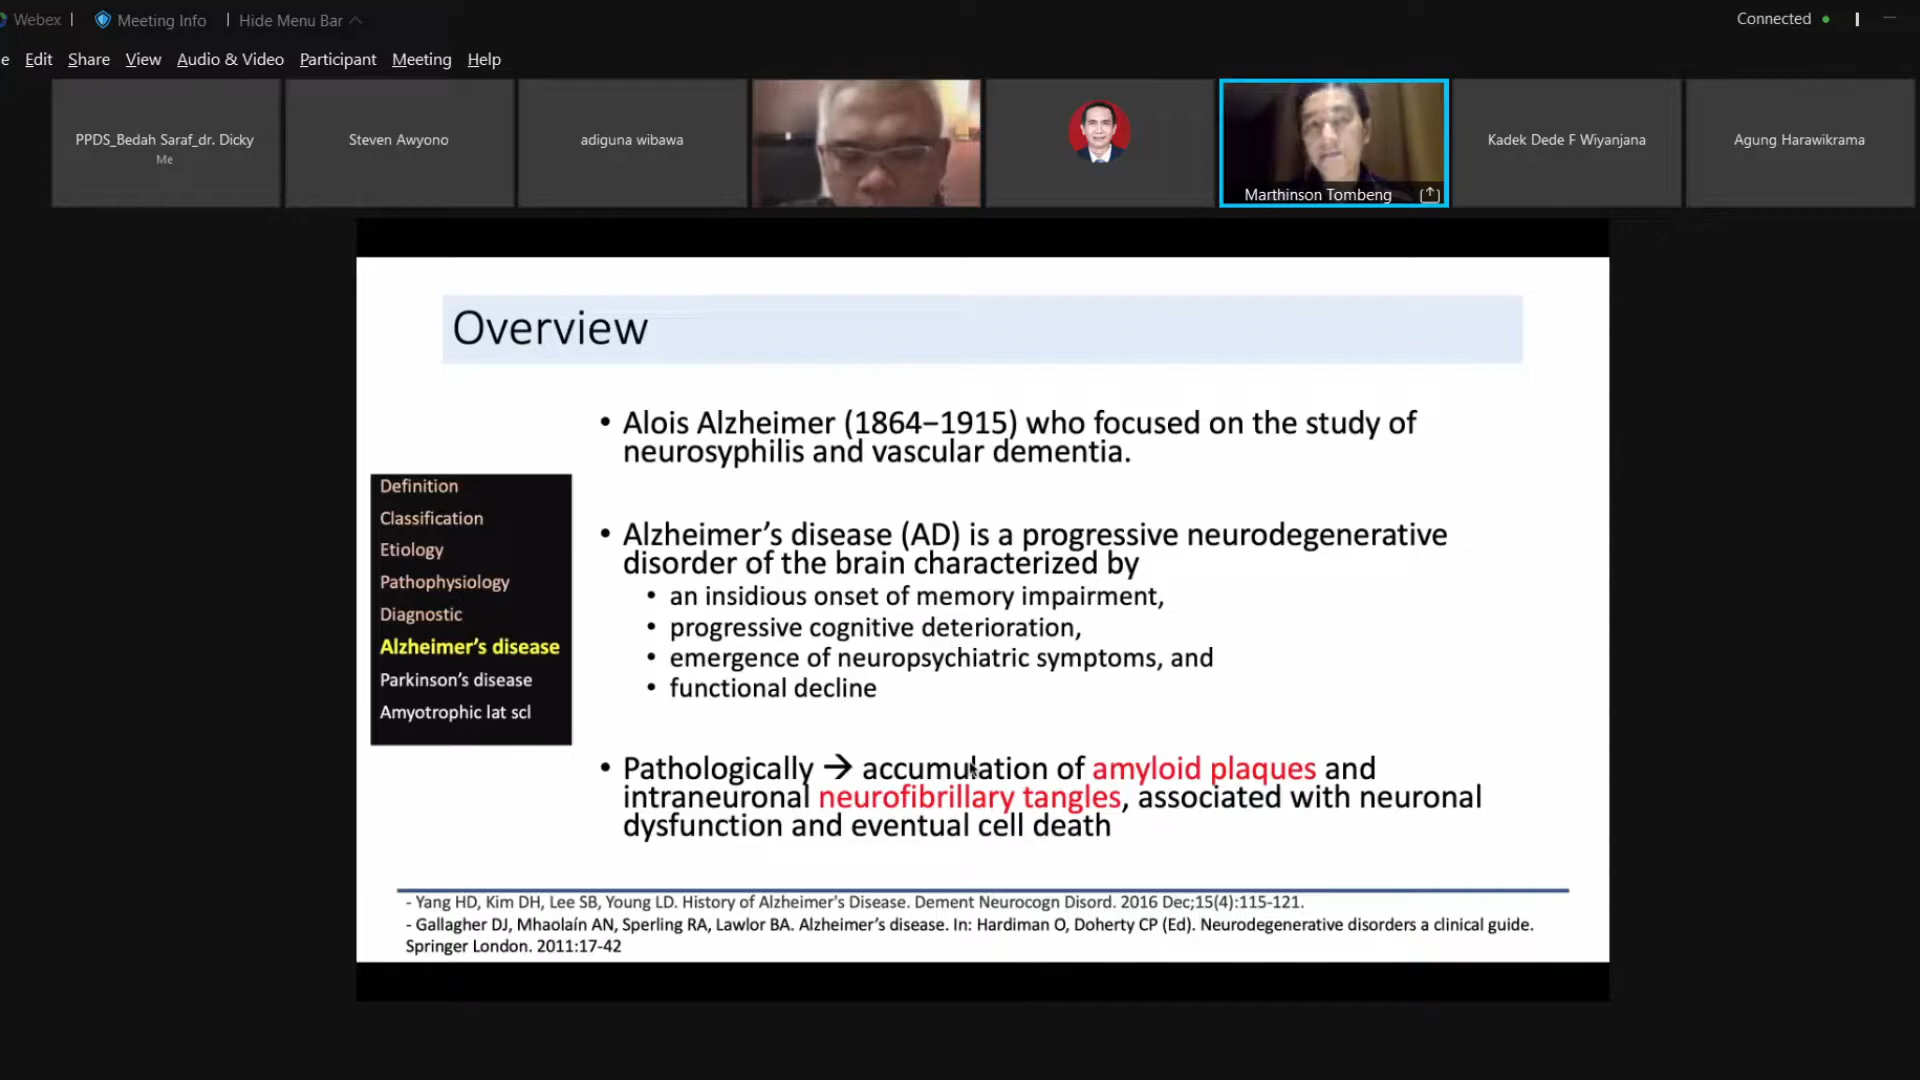 Webex
Meeting Info
Hide Menu Bar
Connected
e Edit Share View Audio & Video Participant Meeting Help
PPDS_Bedah Saraf_dr. Dicky
Me
Steven Awyono
adiguna wibawa
Marthinson Tombeng
Kadek Dede F Wiyanjana
Agung Harawikrama
Overview
• Alois Alzheimer (1864–1915) who focused on the study of
neurosyphilis and vascular dementia.
Definition
Classification
Etiology
Pathophysiology
Diagnostic
Alzheimer's disease
Parkinson's disease
Amyotrophic lat scl
• Alzheimer's disease (AD) is a progressive neurodegenerative
disorder of the brain characterized by
• an insidious onset of memory impairment,
• progressive cognitive deterioration,
• emergence of neuropsychiatric symptoms, and
• functional decline
• Pathologically → accumulation of amyloid plaques and
intraneuronal neurofibrillary tangles, associated with neuronal
dysfunction and eventual cell death
- Yang HD, Kim DH, Lee SB, Young LD. History of Alzheimer's Disease. Dement Neurocogn Disord. 2016 Dec;15(4):115-121.
- Gallagher DJ, Mhaolaín AN, Sperling RA, Lawlor BA. Alzheimer's disease. In: Hardiman O, Doherty CP (Ed). Neurodegenerative disorders a clinical guide.
Springer London. 2011:17-42